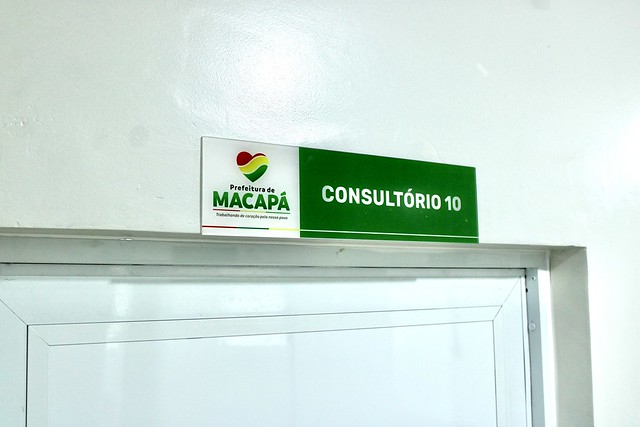 Prefeitura de
MACAPÁ
Trabalhando de coração pelo nosso povo
CONSULTÓRIO 10